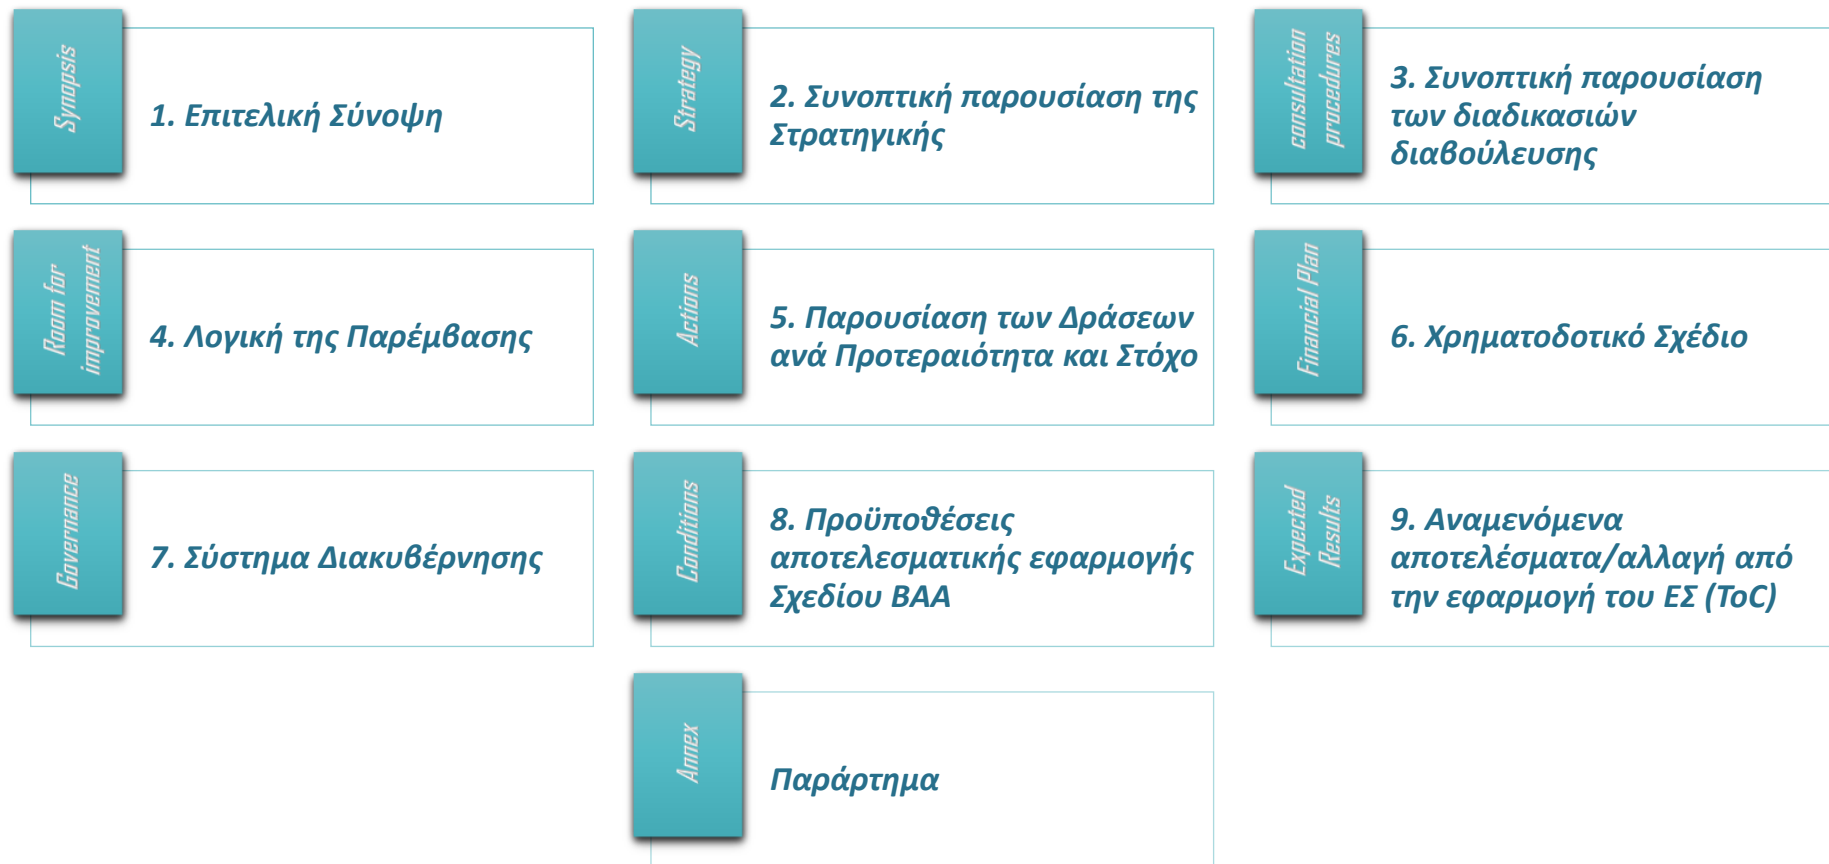 Synopsis
1. Επιτελική Σύνοψη
Strategy
2. Συνοπτική παρουσίαση της
Στρατηγικής
consultation
procedures
3. Συνοπτική παρουσίαση
των διαδικασιών
διαβούλευσης
Room for
improvement
4. Λογική της Παρέμβασης
Actions
5. Παρουσίαση των Δράσεων
ανά Προτεραιότητα και Στόχο
Financial Plan
6. Χρηματοδοτικό Σχέδιο
Governance
7. Σύστημα Διακυβέρνησης
Conditions
8. Προϋποθέσεις
αποτελεσματικής εφαρμογής
Σχεδίου ΒΑΑ
Expected
Results
9. Αναμενόμενα
αποτελέσματα/αλλαγή από
την εφαρμογή του ΕΣ (ToC)
Annex
Παράρτημα